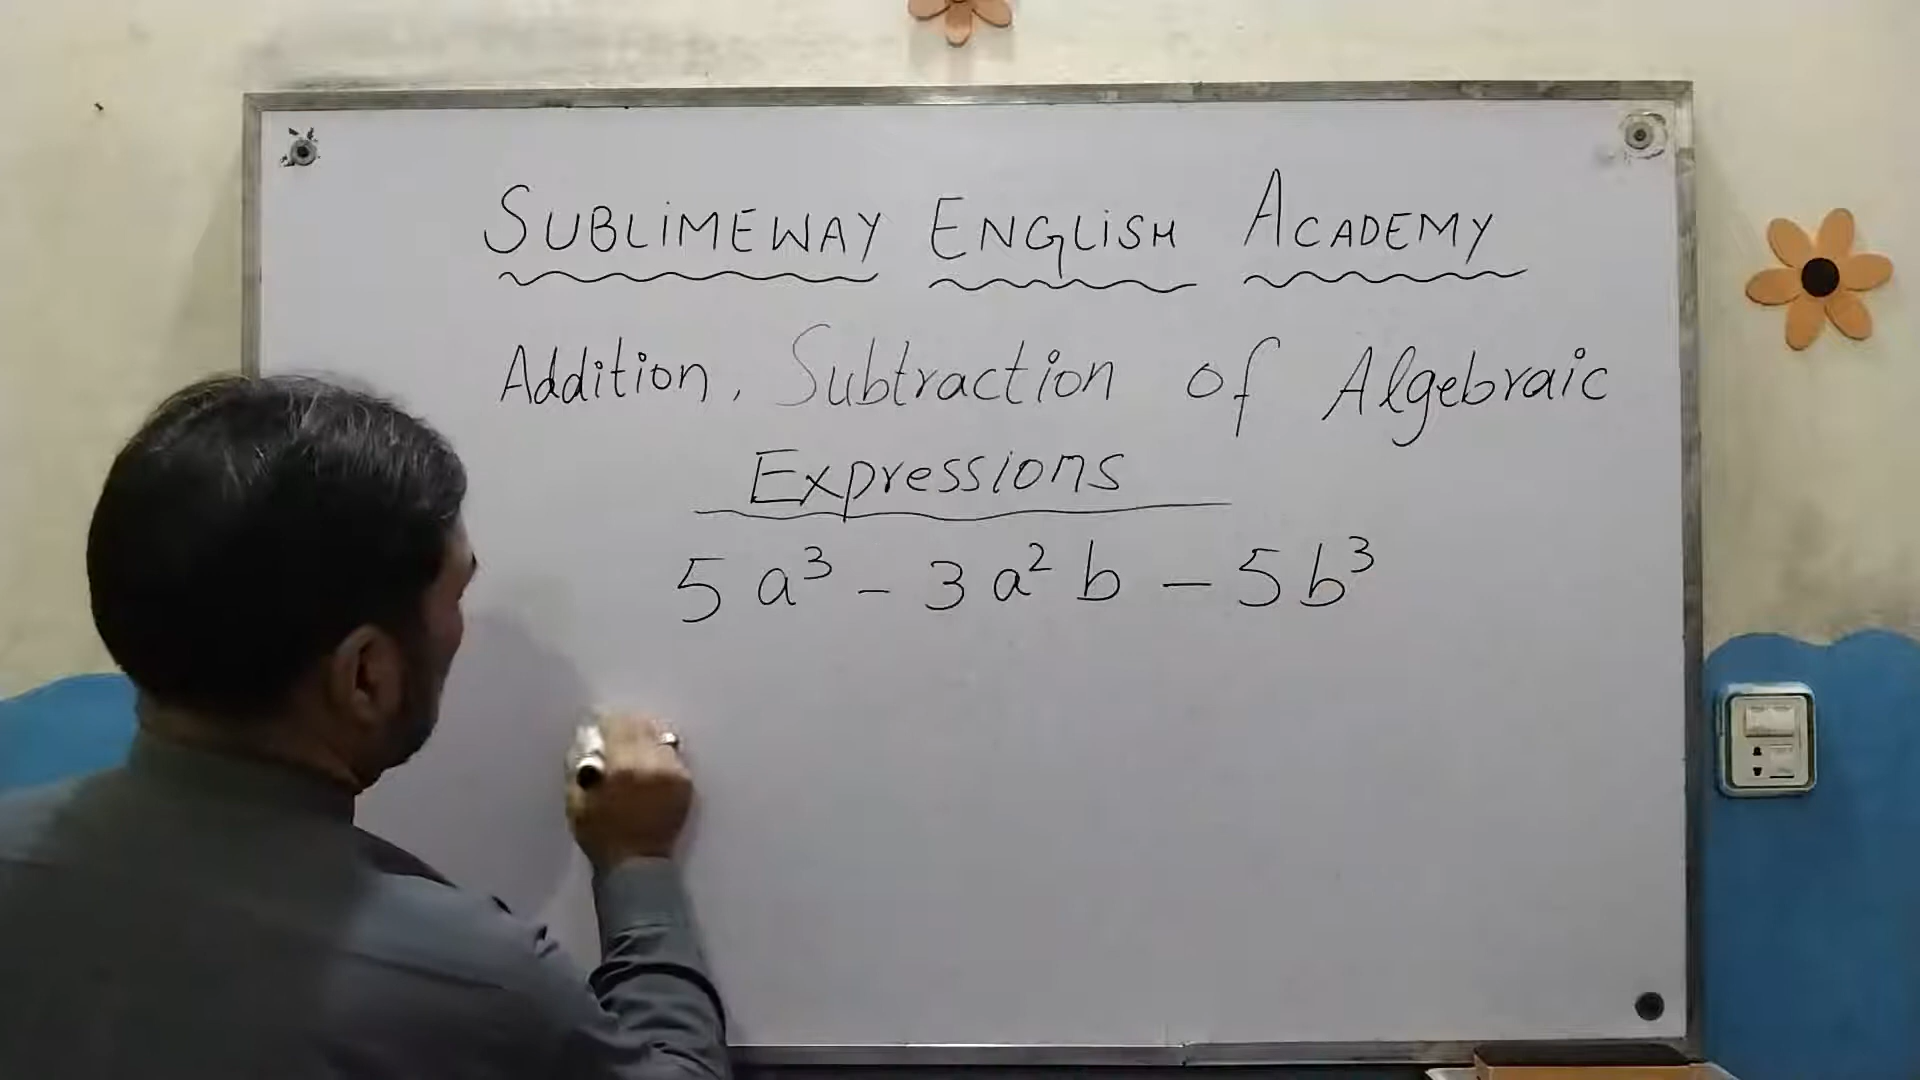 SUBLIMEWAY ENGLISH ACADEMY
Addition, Subtraction of Algebraic
Expressions
5a³ - 3a²b - 5b³